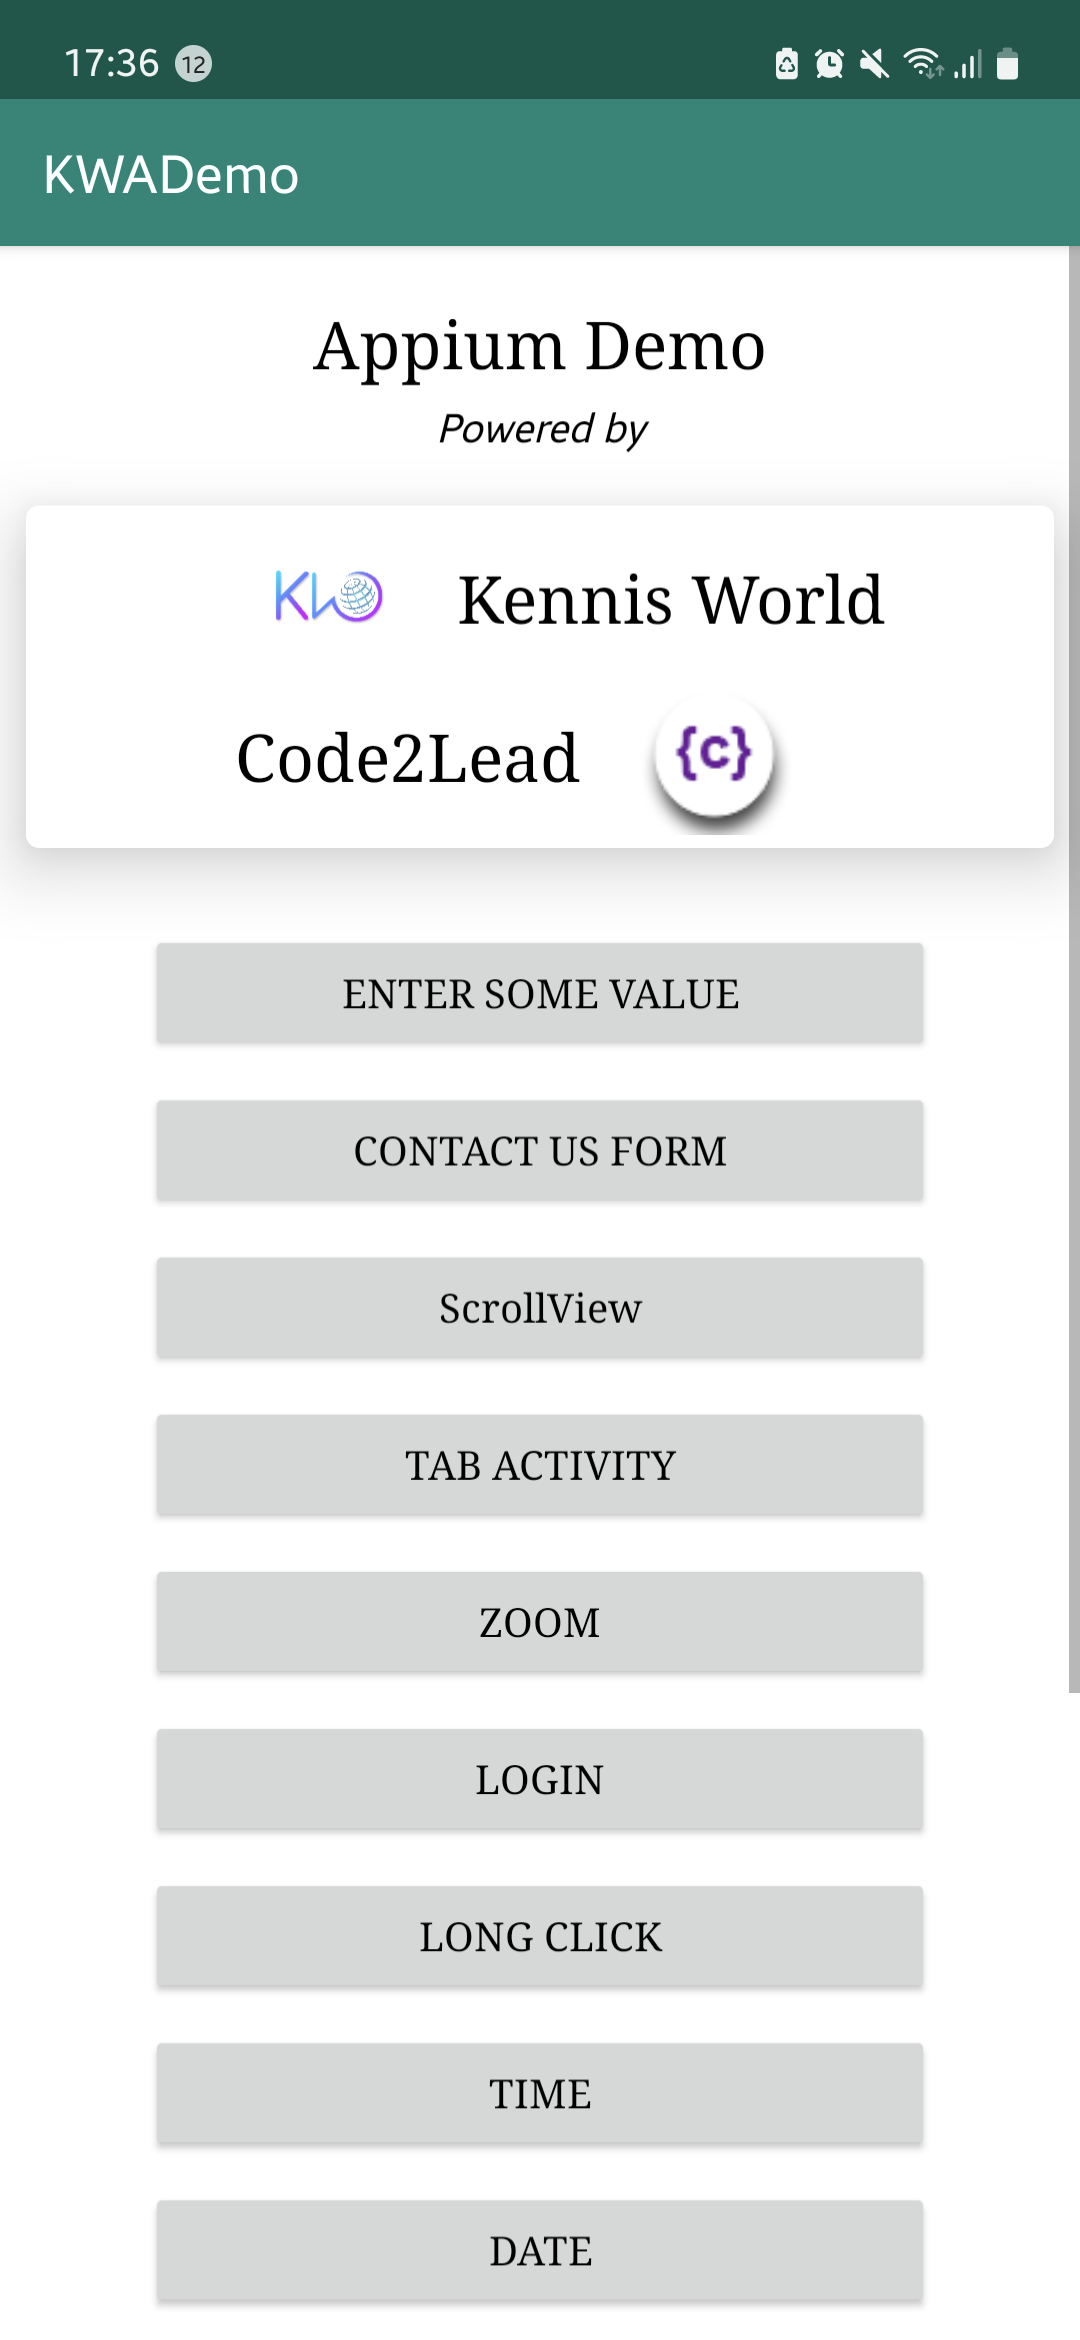 17:36 12
KWADemo
Appium Demo
Powered by
Kennis World
Code2Lead {c}
ENTER SOME VALUE
CONTACT US FORM
ScrollView
TAB ACTIVITY
ZOOM
LOGIN
LONG CLICK
TIME
DATE